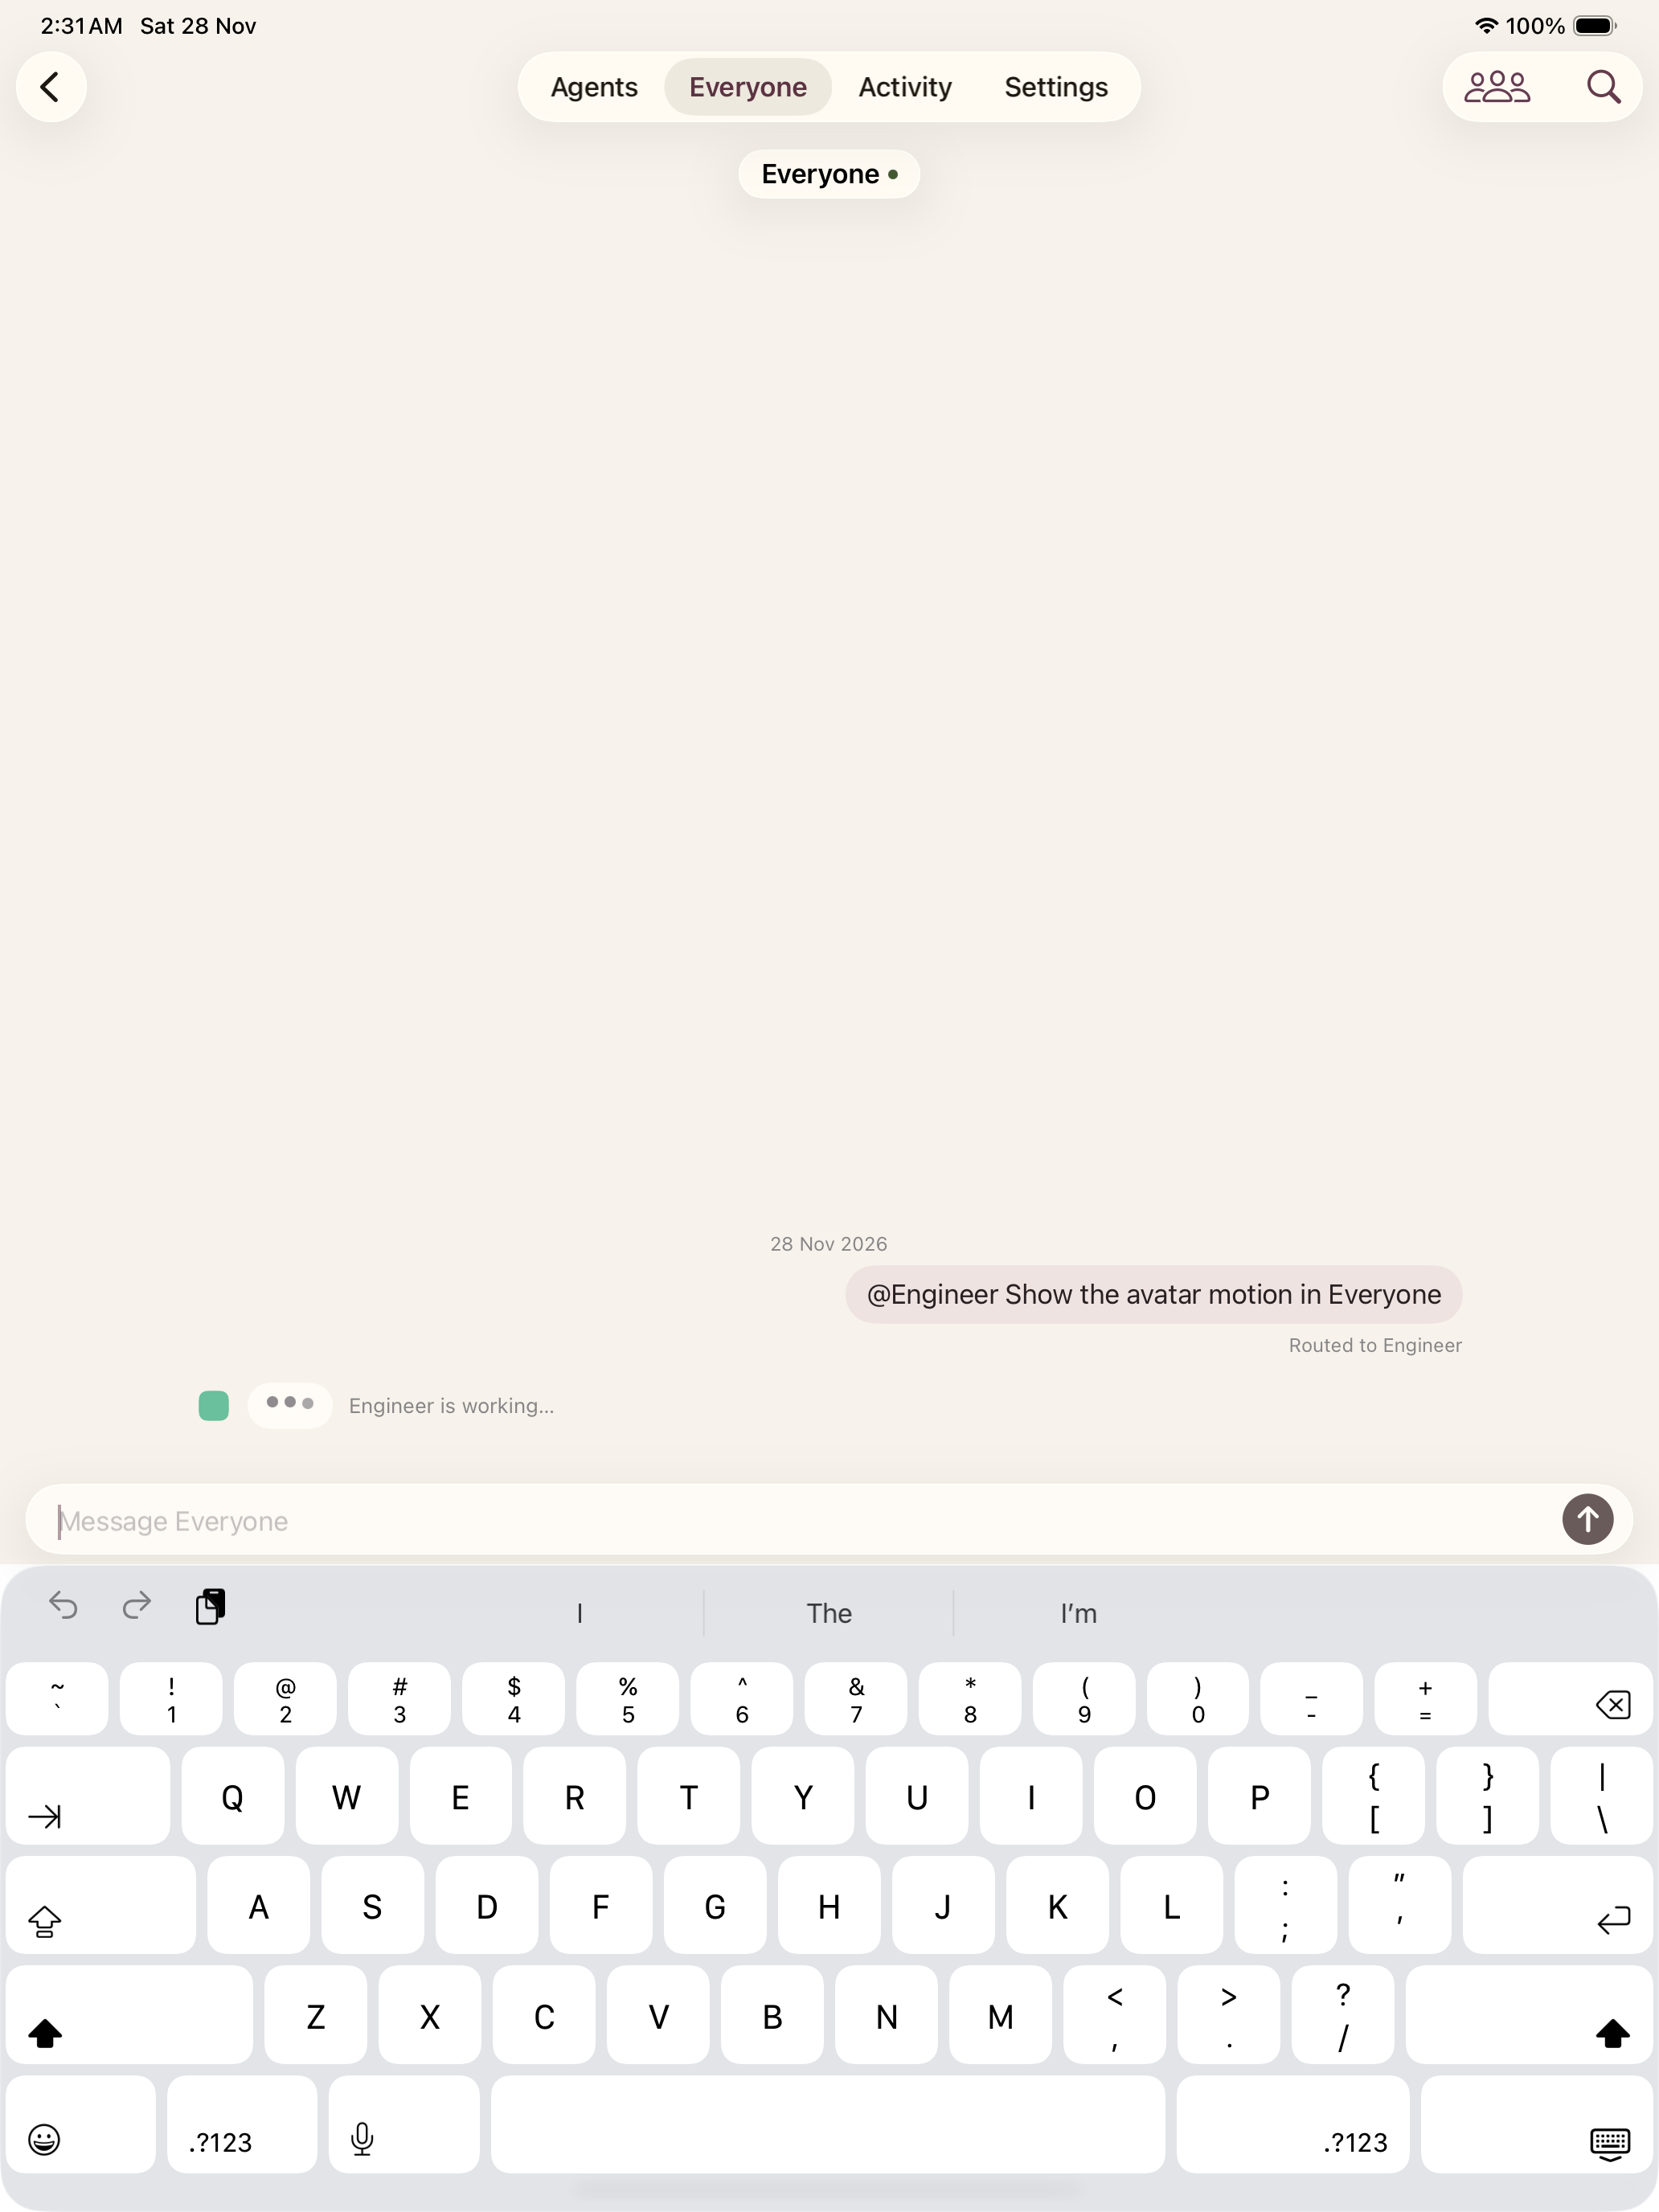 2:31 AM Sat 28 Nov
100%
Agents Everyone Activity Settings
Everyone
28 Nov 2026
@Engineer Show the avatar motion in Everyone
Routed to Engineer
Engineer is working...
Message Everyone
I The I'm
~ ! @ # $ % ^ & * ( ) _ +
` 1 2 3 4 5 6 7 8 9 0 - =
Q W E R T Y U I O P { } |
[ ] \
A S D F G H J K L : "
; '
Z X C V B N M < > ?
, . /
.?123 .?123